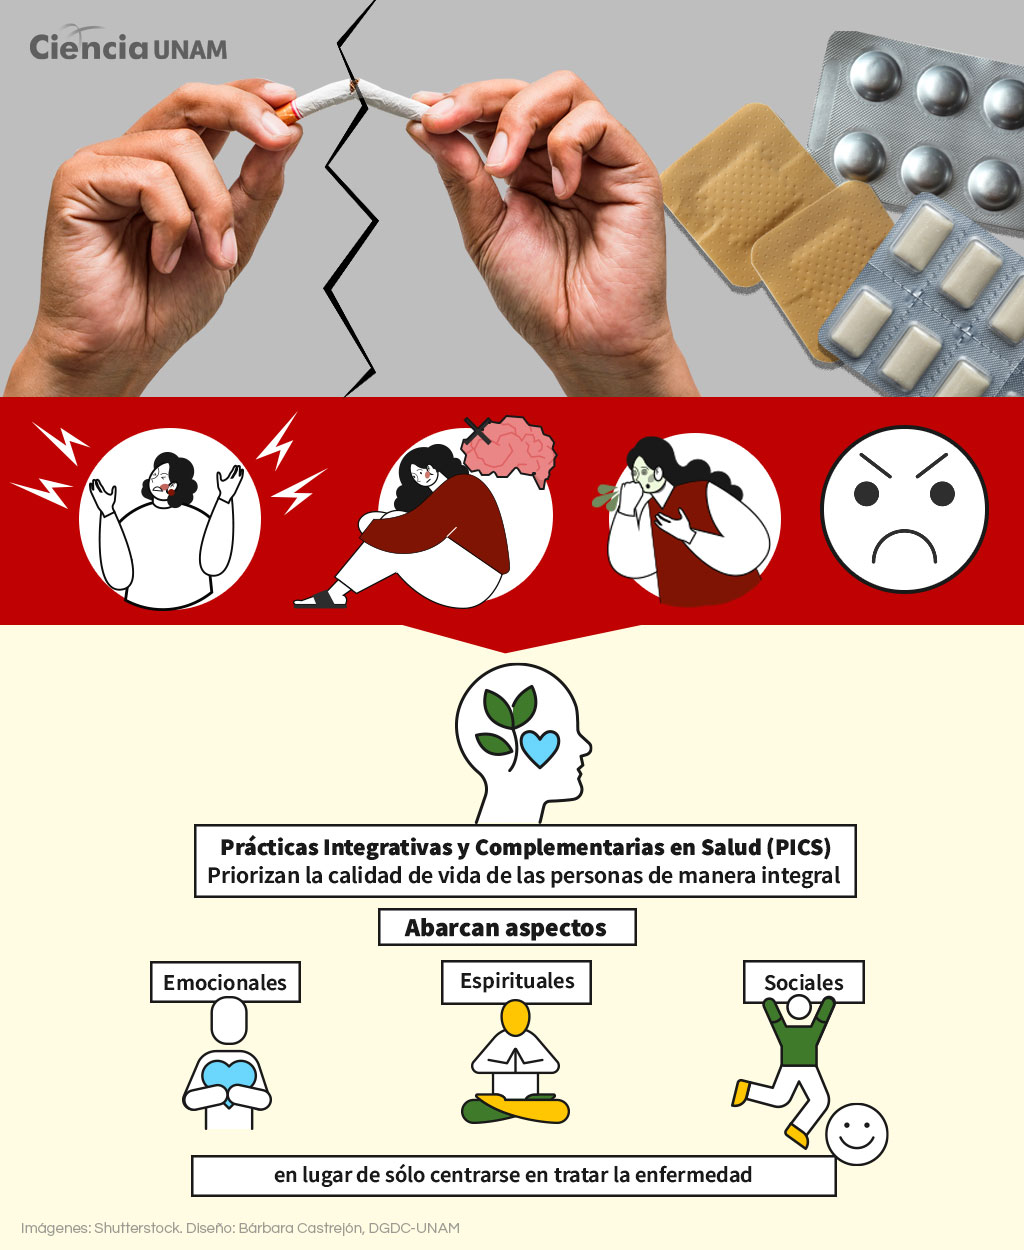 Ciencia UNAM
Prácticas Integrativas y Complementarias en Salud (PICS)
Priorizan la calidad de vida de las personas de manera integral
Abarcan aspectos
Emocionales
Espirituales
Sociales
en lugar de sólo centrarse en tratar la enfermedad
Imágenes: Shutterstock. Diseño: Bárbara Castrejón, DGDC-UNAM